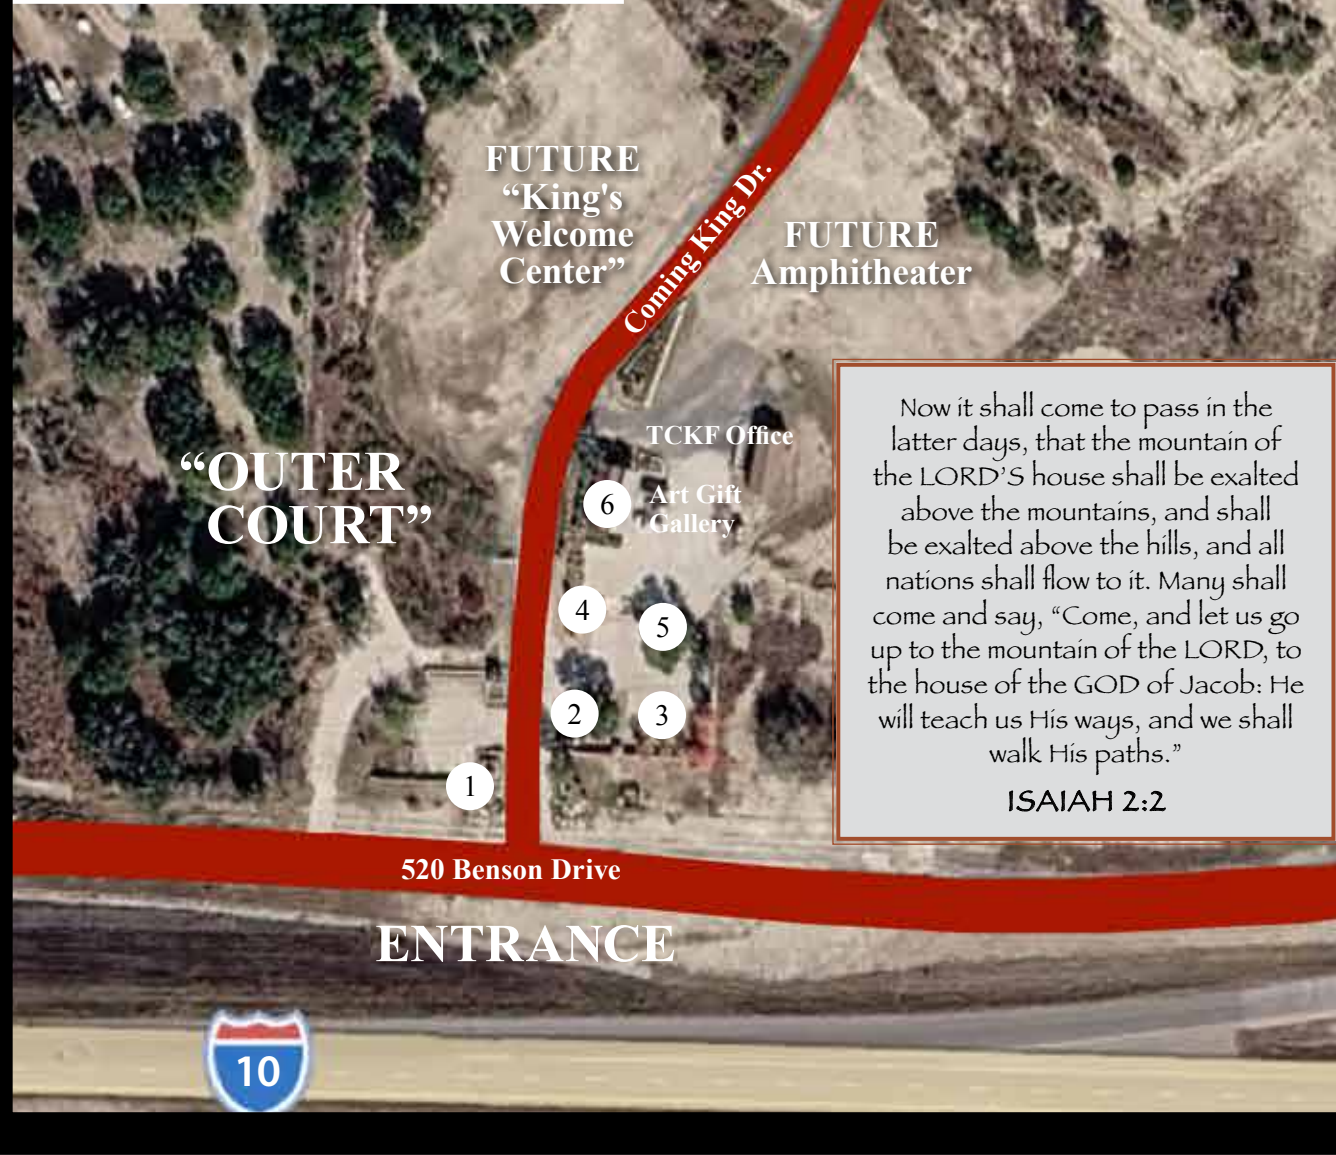 FUTURE
“King's
Welcome
Center”
Coming King Dr.
FUTURE
Amphitheater
“OUTER
COURT”
TCKF Office
Art Gift
Gallery
6
4
5
2
3
1
Now it shall come to pass in the
latter days, that the mountain of
the LORD’S house shall be exalted
above the mountains, and shall
be exalted above the hills, and all
nations shall flow to it. Many shall
come and say, “Come, and let us go
up to the mountain of the LORD, to
the house of the GOD of Jacob: He
will teach us His ways, and we shall
walk His paths.”
ISAIAH 2:2
520 Benson Drive
ENTRANCE
10